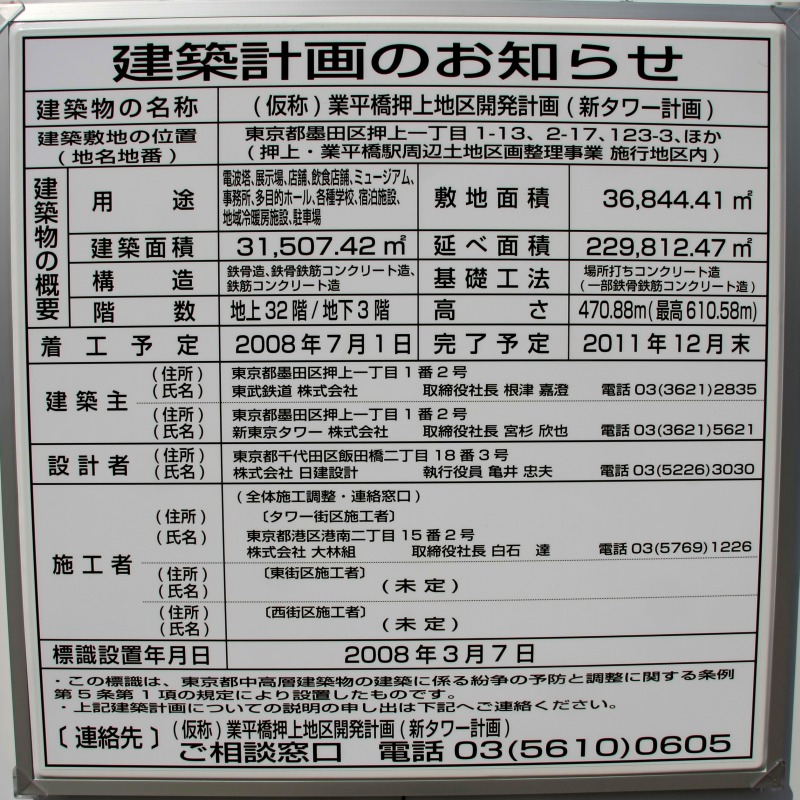 建築計画のお知らせ
建築物の名称 (仮称)業平橋押上地区開発計画(新タワー計画)
建築敷地の位置 東京都墨田区押上一丁目1-13、2-17、123-3、ほか
(地名地番) (押上・業平橋駅周辺土地区画整理事業 施行地区内)
建築物の概要
用途 電波塔、展示場、店舗、飲食店舗、ミュージアム、
事務所、多目的ホール、各種学校、宿泊施設、
地域冷暖房施設、駐車場
敷地面積 36,844.41㎡
建築面積 31,507.42㎡ 延べ面積 229,812.47㎡
構造 鉄骨造、鉄骨鉄筋コンクリート造、
鉄筋コンクリート造
基礎工法 場所打ちコンクリート造
(一部鉄骨鉄筋コンクリート造)
階数 地上32階/地下3階 高さ 470.88m(最高610.58m)
着工予定 2008年7月1日 完了予定 2011年12月末
建築主 (住所) 東京都墨田区押上一丁目1番2号
(氏名) 東武鉄道 株式会社 取締役社長 根津 嘉澄 電話 03(3621)2835
(住所) 東京都墨田区押上一丁目1番2号
(氏名) 新東京タワー 株式会社 取締役社長 宮杉 欣也 電話 03(3621)5621
設計者 (住所) 東京都千代田区飯田橋二丁目18番3号
(氏名) 株式会社 日建設計 執行役員 亀井 忠夫 電話 03(5226)3030
施工者
(全体施工調整・連絡窓口)
(住所) 〔タワー街区施工者〕
(氏名) 東京都港区港南二丁目15番2号
株式会社 大林組 取締役社長 白石 達 電話 03(5769)1226
(住所) 〔東街区施工者〕
(氏名) (未定)
(住所) 〔西街区施工者〕
(氏名) (未定)
標識設置年月日 2008年3月7日
・この標識は、東京都中高層建築物の建築に係る紛争の予防と調整に関する条例
第5条第1項の規定により設置したものです。
・上記建築計画についての説明の申し出は下記へご連絡ください。
〔連絡先〕 (仮称)業平橋押上地区開発計画(新タワー計画)
ご相談窓口 電話 03(5610)0605